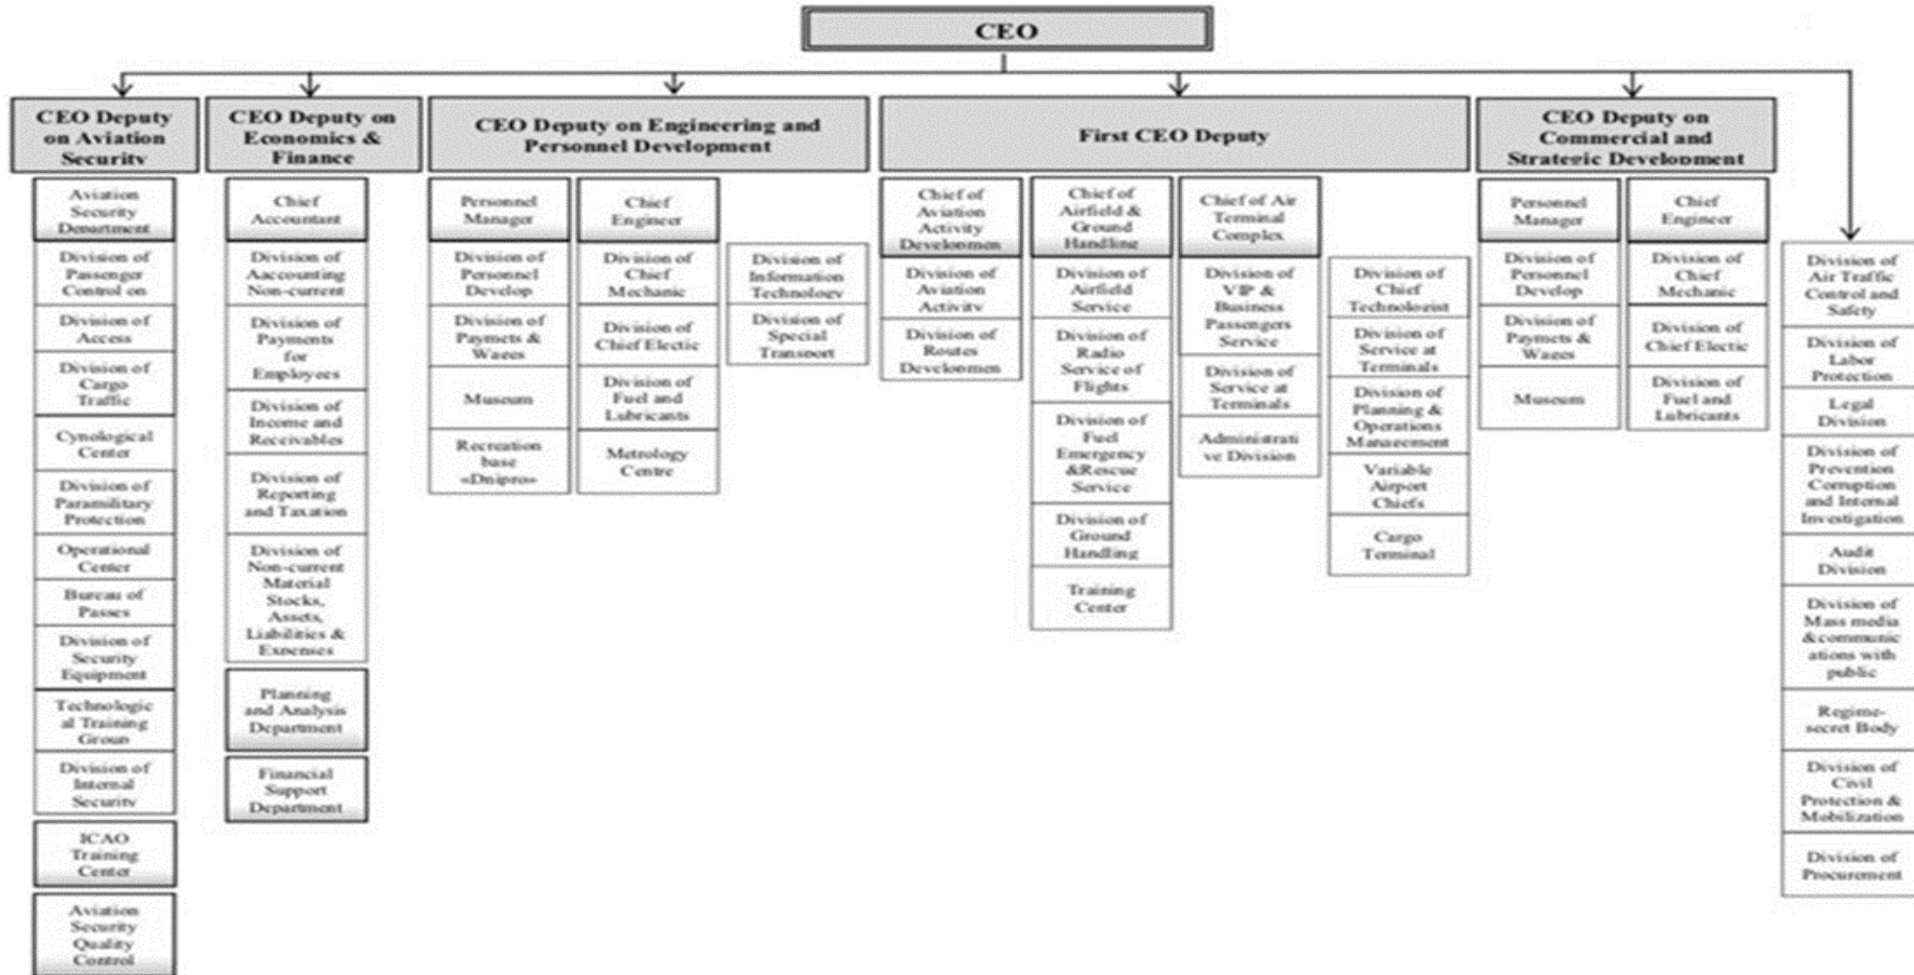 CEO
CEO Deputy
on Aviation
Security
CEO Deputy on
Economics &
Finance
CEO Deputy on Engineering and
Personnel Development
First CEO Deputy
CEO Deputy on
Commercial and
Strategic Development
Aviation
Security
Department
Division of
Passenger
Control on
Division of
Access
Division of
Cargo
Traffic
Cynological
Center
Division of
Paramilitary
Protection
Operational
Center
Bureau of
Passes
Division of
Security
Equipment
Technologic
al Training
Group
Division of
Internal
Security
ICAO
Training
Center
Aviation
Security
Quality
Control
Chief
Accountant
Division of
Aaccounting
Non-current
Division of
Payments
for
Employees
Division of
Income and
Receivables
Division of
Reporting
and Taxation
Division of
Non-current
Material
Stocks,
Assets,
Liabilities &
Expenses
Planning
and Analysis
Department
Financial
Support
Department
Personnel
Manager
Division of
Personnel
Develop
Division of
Paymets &
Wages
Museum
Recreation
base
«Dnipro»
Chief
Engineer
Division of
Chief
Mechanic
Division of
Chief Electic
Division of
Fuel and
Lubricants
Metrology
Centre
Division of
Information
Technology
Division of
Special
Transport
Chief of
Aviation
Activity
Developmen
Division of
Aviation
Activity
Division of
Routes
Developmen
Chief of
Airfield &
Ground
Handling
Division of
Airfield
Service
Division of
Radio
Service of
Flights
Division of
Fuel
Emergency
&Rescue
Service
Division of
Ground
Handling
Training
Center
Chief of Air
Terminal
Complex
Division of
VIP &
Business
Passengers
Service
Division of
Service at
Terminals
Administrati
ve Division
Division of
Chief
Technologist
Division of
Service at
Terminals
Division of
Planning &
Operations
Management
Variable
Airport
Chiefs
Cargo
Terminal
Personnel
Manager
Division of
Personnel
Develop
Division of
Paymets &
Wages
Museum
Chief
Engineer
Division of
Chief
Mechanic
Division of
Chief Electic
Division of
Fuel and
Lubricants
Division of
Air Traffic
Control and
Safety
Division of
Labor
Protection
Legal
Division
Division of
Prevention
Corruption
and Internal
Investigation
Audit
Division
Division of
Mass media
&communic
ations with
public
Regime-
secret Body
Division of
Civil
Protection &
Mobilization
Division of
Procurement